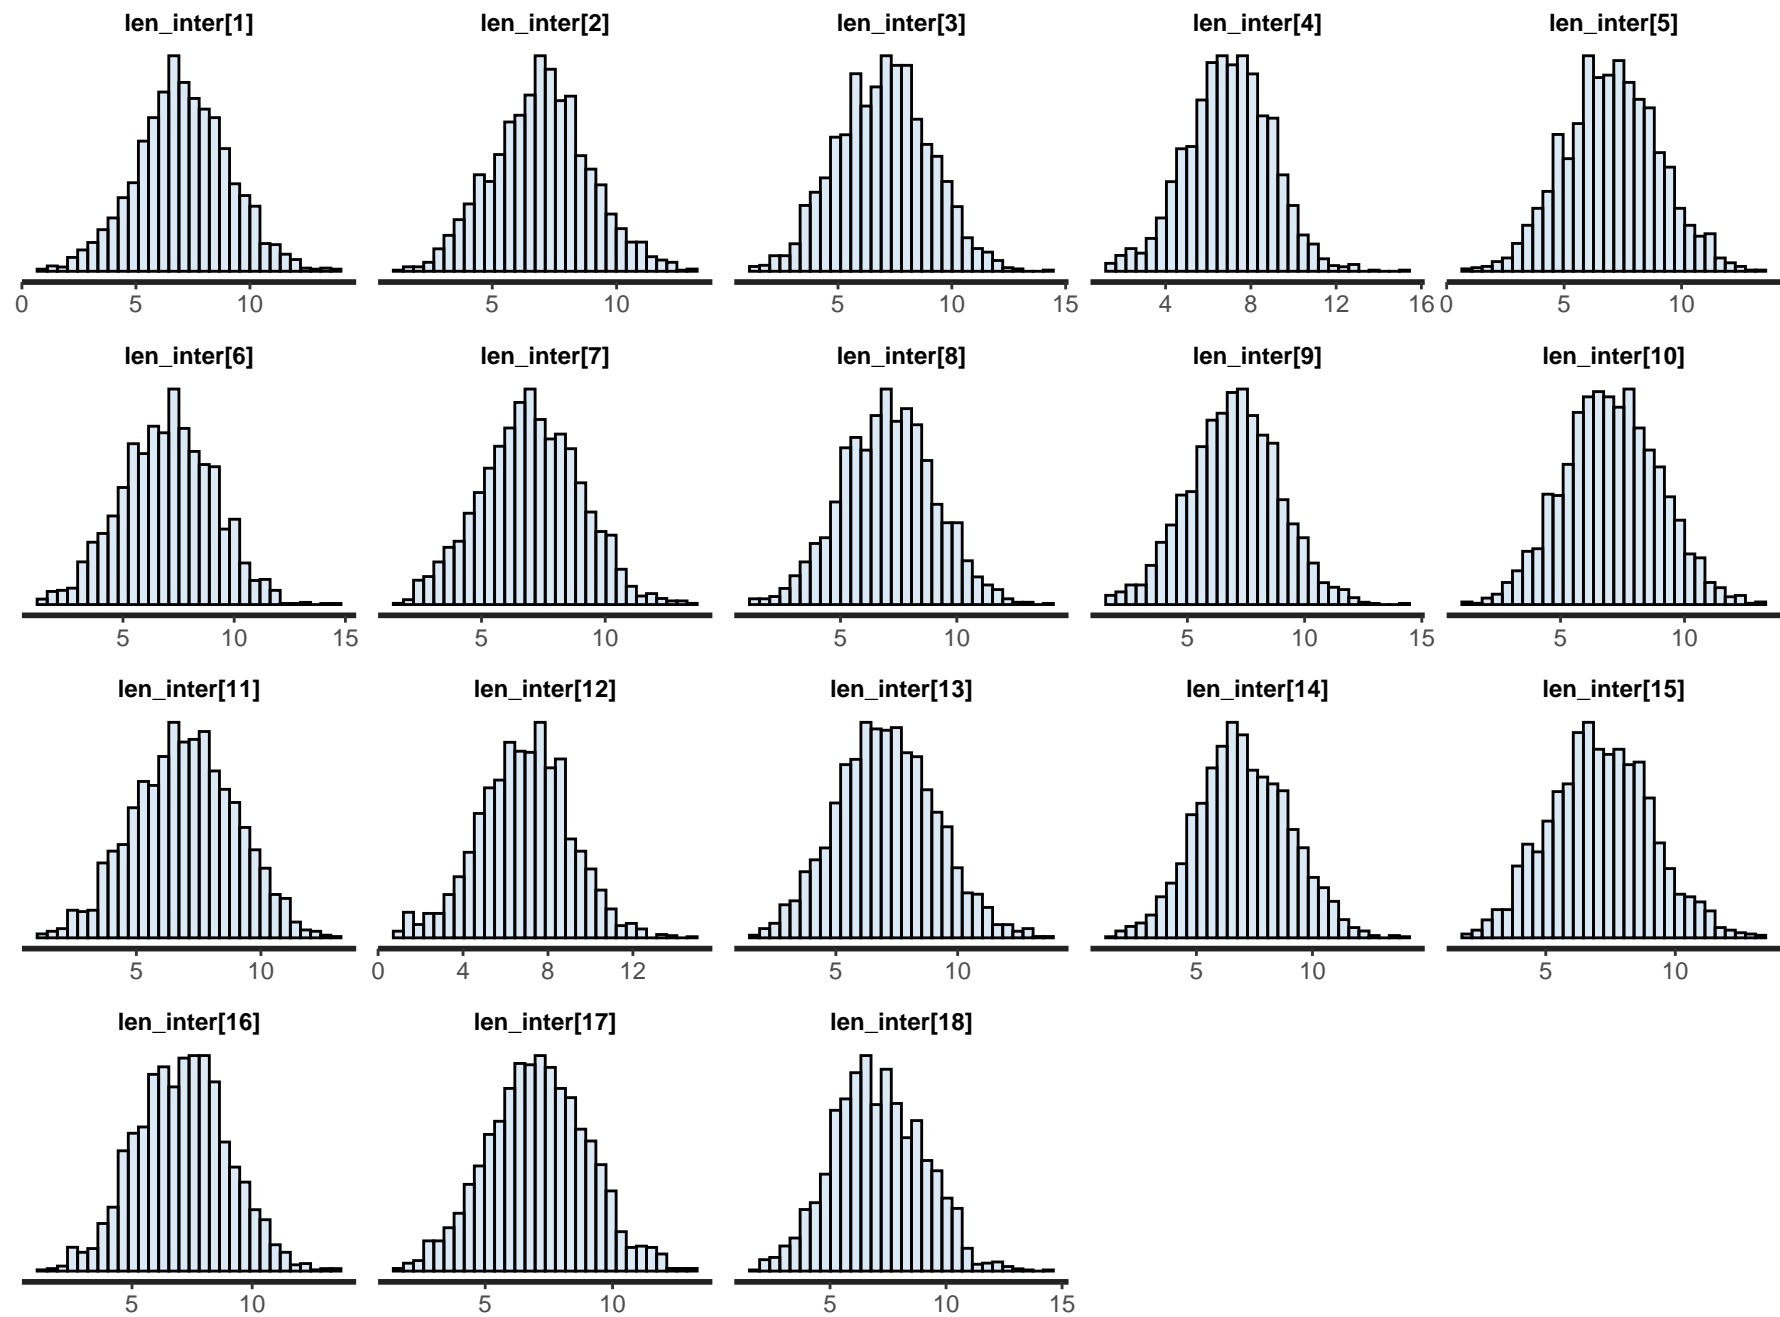 len_inter[1] len_inter[2] len_inter[3] len_inter[4] len_inter[5]
0 5 10 5 10 5 10 15 4 8 12 16 0 5 10
len_inter[6] len_inter[7] len_inter[8] len_inter[9] len_inter[10]
5 10 15 5 10 5 10 5 10 15 5 10
len_inter[11] len_inter[12] len_inter[13] len_inter[14] len_inter[15]
5 10 0 4 8 12 5 10 5 10 5 10
len_inter[16] len_inter[17] len_inter[18]
5 10 5 10 5 10 15